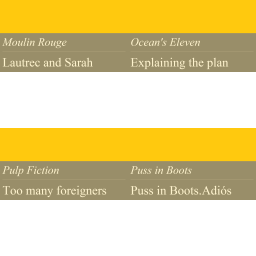 Moulin Rouge
Ocean's Eleven
Lautrec and Sarah
Explaining the plan
Pulp Fiction
Puss in Boots
Too many foreigners
Puss in Boots.Adiós